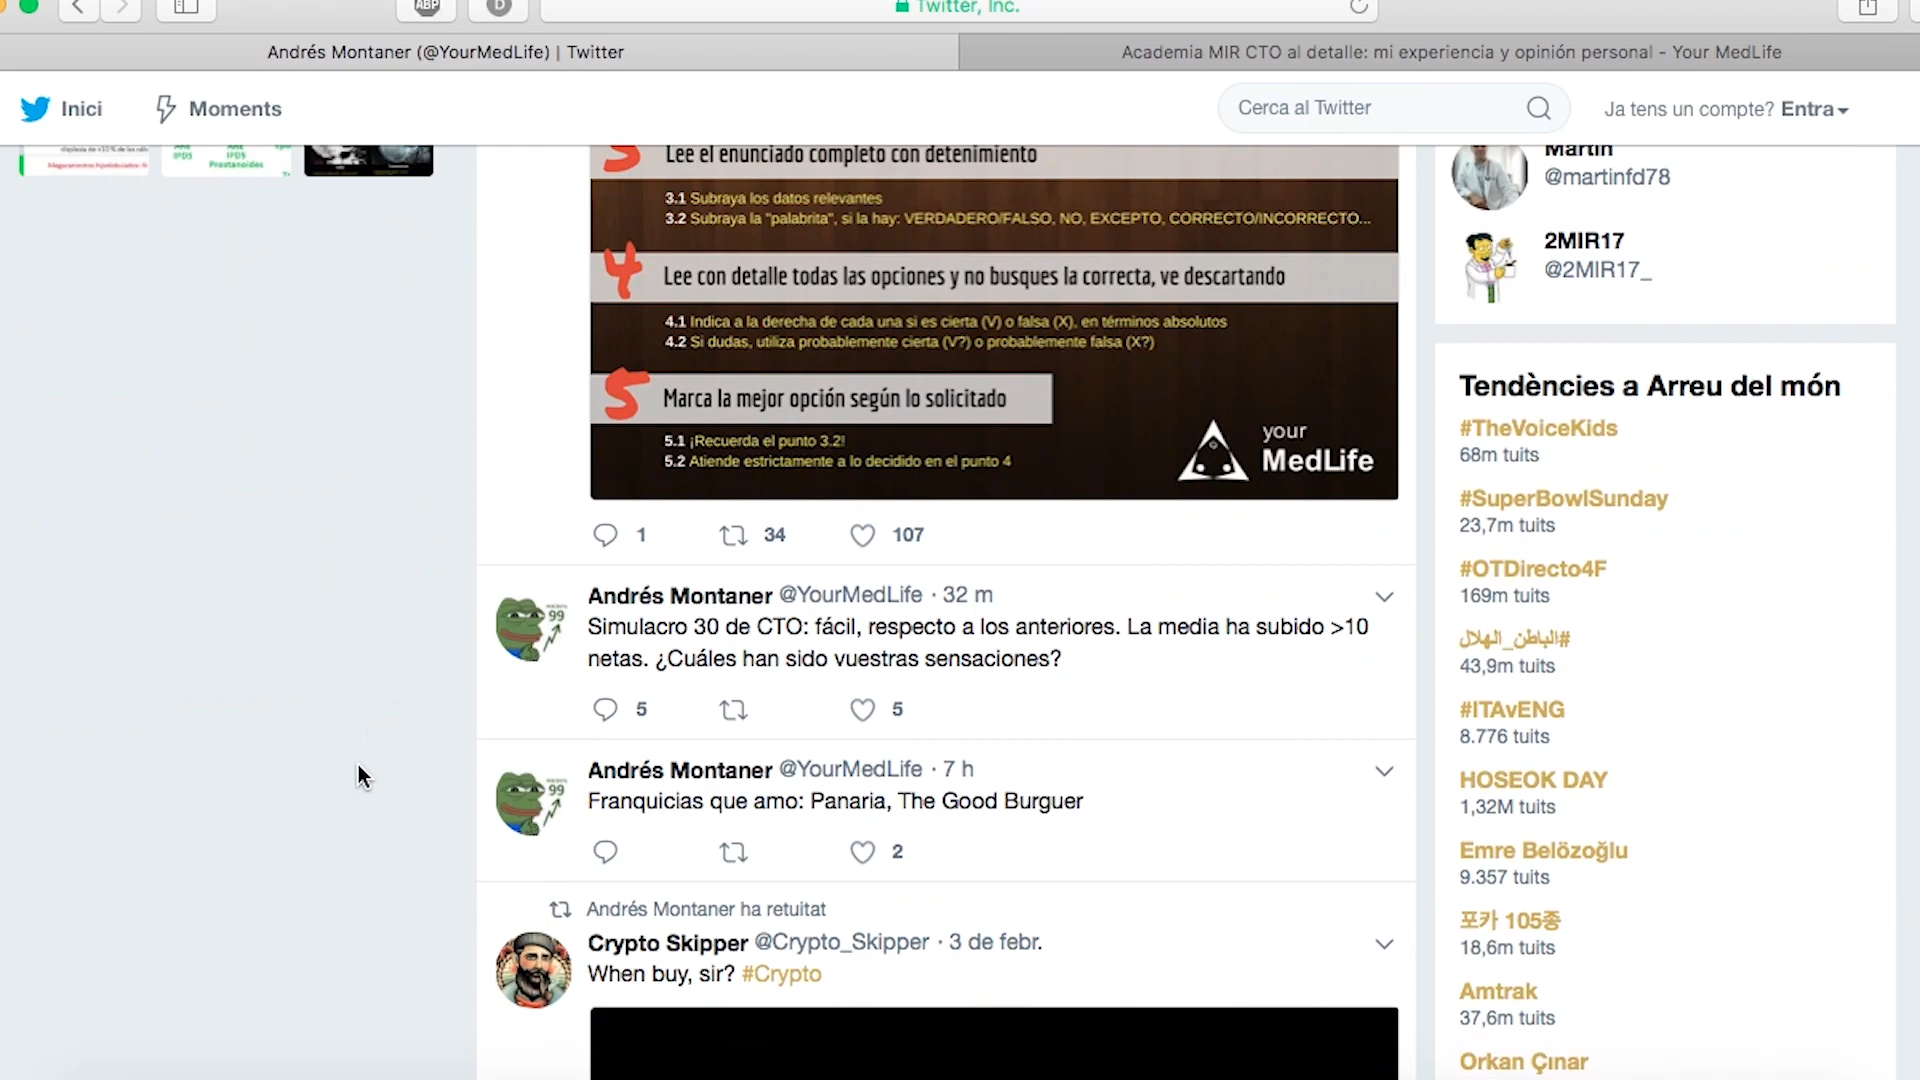 ABP
D
Twitter, Inc.
Andrés Montaner (@YourMedLife) | Twitter
Academia MIR CTO al detalle: mi experiencia y opinión personal - Your MedLife
Inici
Moments
Cerca al Twitter
Ja tens un compte? Entra
IPDS
IPDS
Prostanoides
3 Lee el enunciado completo con detenimiento
3.1 Subraya los datos relevantes
3.2 Subraya la "palabrita", si la hay: VERDADERO/FALSO, NO, EXCEPTO, CORRECTO/INCORRECTO...
4 Lee con detalle todas las opciones y no busques la correcta, ve descartando
4.1 Indica a la derecha de cada una si es cierta (V) o falsa (X), en términos absolutos
4.2 Si dudas, utiliza probablemente cierta (V?) o probablemente falsa (X?)
5 Marca la mejor opción según lo solicitado
5.1 ¡Recuerda el punto 3.2!
5.2 Atiende estrictamente a lo decidido en el punto 4
your
MedLife
1 34 107
Andrés Montaner @YourMedLife · 32 m
99
Simulacro 30 de CTO: fácil, respecto a los anteriores. La media ha subido >10
netas. ¿Cuáles han sido vuestras sensaciones?
5 5
Andrés Montaner @YourMedLife · 7 h
99
Franquicias que amo: Panaria, The Good Burguer
2
Andrés Montaner ha retuitat
Crypto Skipper @Crypto_Skipper · 3 de febr.
When buy, sir? #Crypto
Martin
@martinfd78
2MIR17
@2MIR17_
Tendències a Arreu del món
#TheVoiceKids
68m tuits
#SuperBowlSunday
23,7m tuits
#OTDirecto4F
169m tuits
#الباطن_الهلال
43,9m tuits
#ITAvENG
8.776 tuits
HOSEOK DAY
1,32M tuits
Emre Belözoğlu
9.357 tuits
포카 105종
18,6m tuits
Amtrak
37,6m tuits
Orkan Çınar